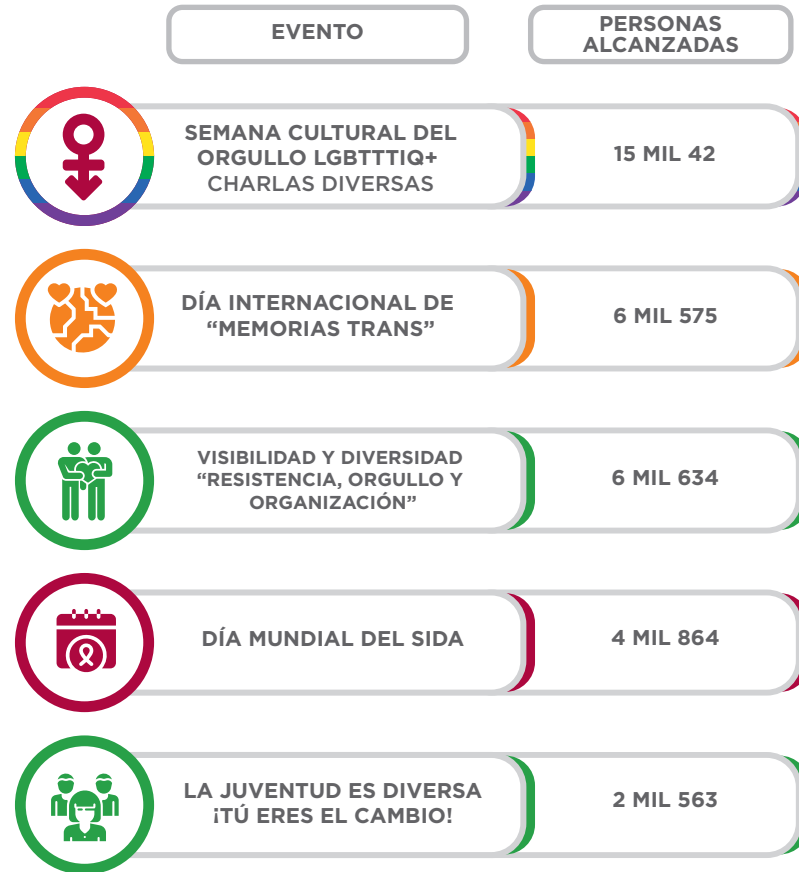 EVENTO
PERSONAS
ALCANZADAS
SEMANA CULTURAL DEL
ORGULLO LGBTTTIQ+
CHARLAS DIVERSAS
15 MIL 42
DÍA INTERNACIONAL DE
“MEMORIAS TRANS”
6 MIL 575
VISIBILIDAD Y DIVERSIDAD
“RESISTENCIA, ORGULLO Y
ORGANIZACIÓN”
6 MIL 634
DÍA MUNDIAL DEL SIDA
4 MIL 864
LA JUVENTUD ES DIVERSA
¡TÚ ERES EL CAMBIO!
2 MIL 563